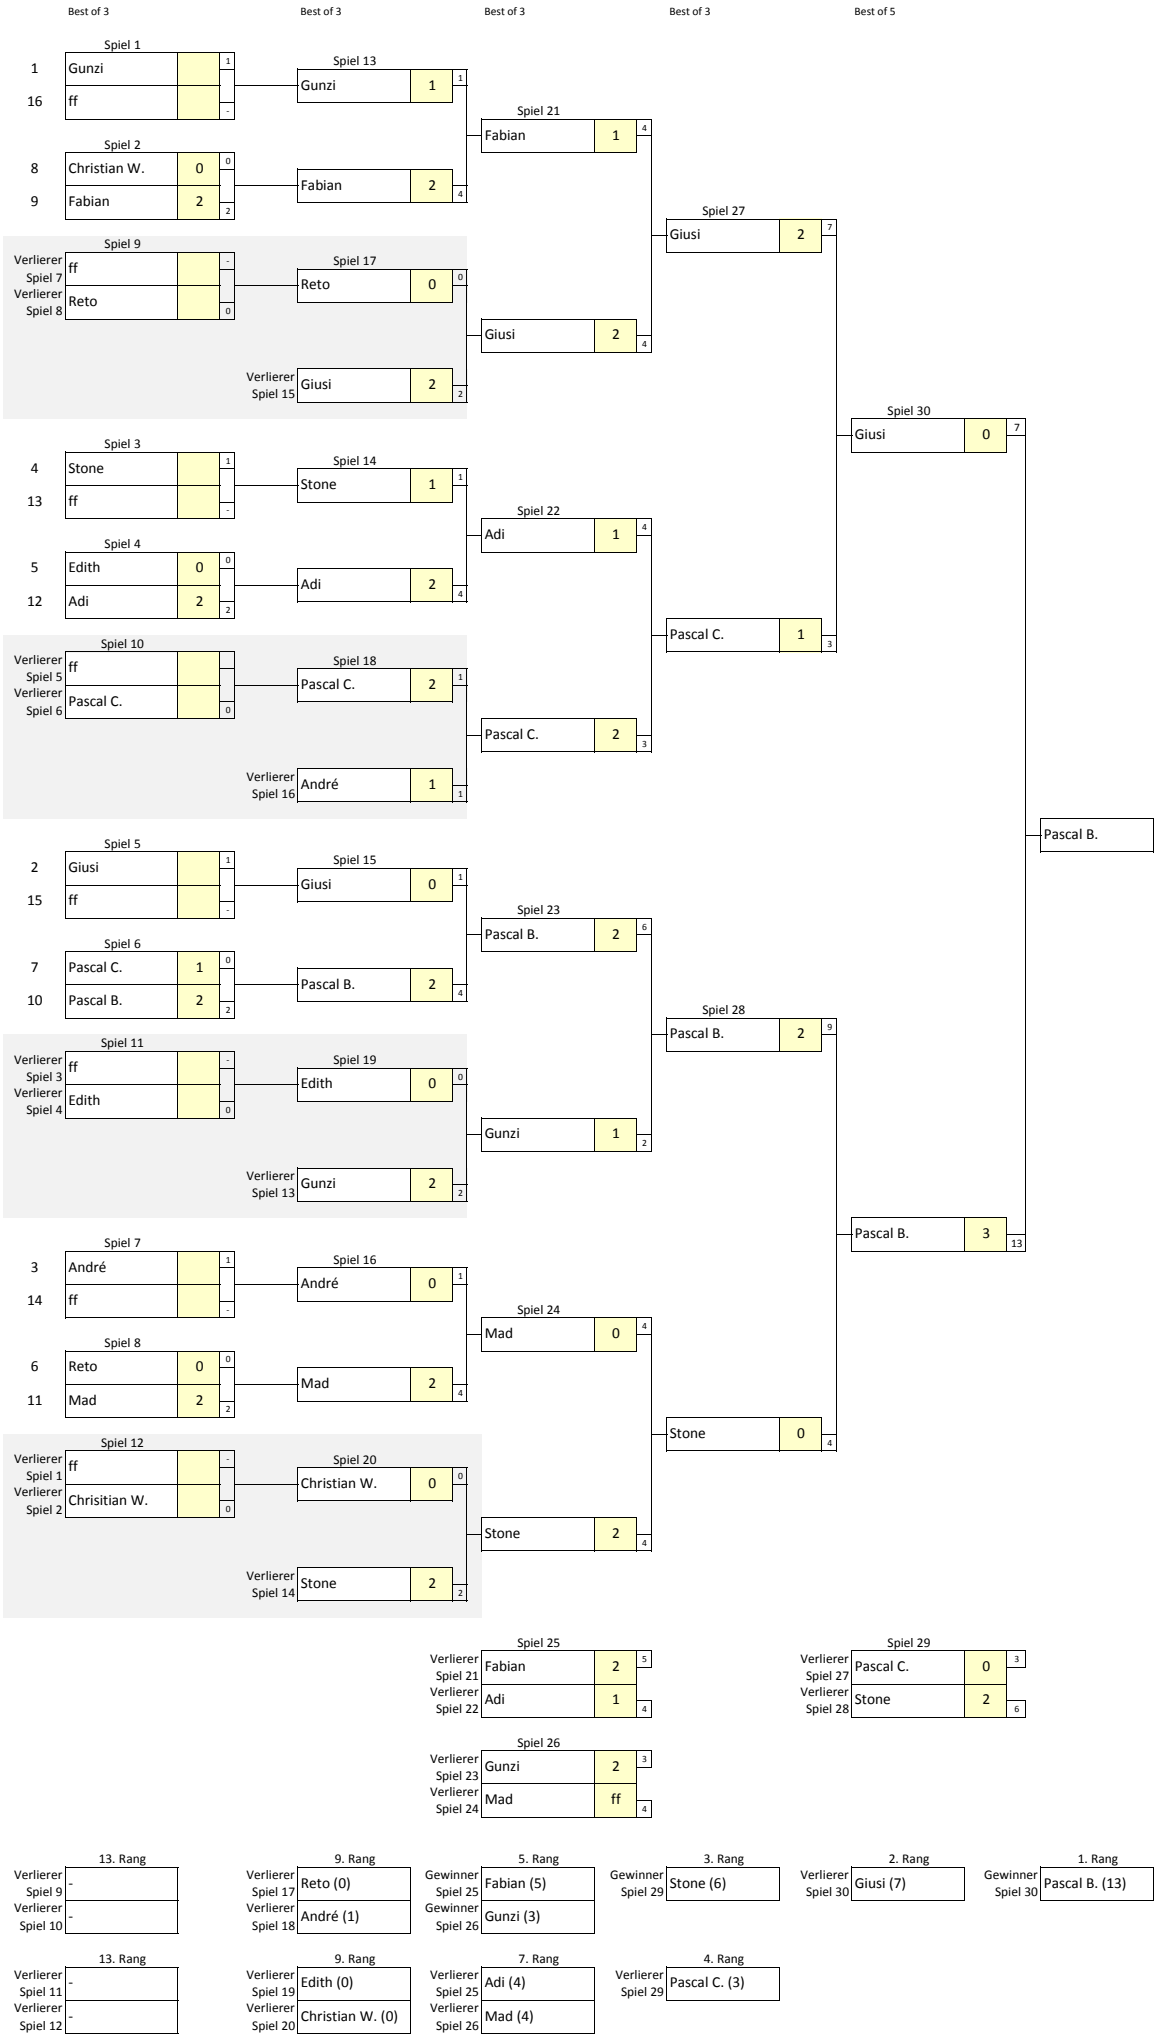 Best of 3 Best of 3 Best of 3 Best of 3 Best of 5
Spiel 1
1 Gunzi 1
16 ff -
Spiel 13
Gunzi 1 1
Fabian 2 4
Spiel 2
8 Christian W. 0 0
9 Fabian 2 2
Spiel 21
Fabian 1 4
Giusi 2 4
Spiel 9
Verlierer Spiel 7 ff -
Verlierer Spiel 8 Reto 0
Spiel 17
Reto 0 0
Verlierer Spiel 15 Giusi 2 2
Spiel 27
Giusi 2 7
Pascal C. 1 3
Spiel 3
4 Stone 1
13 ff -
Spiel 14
Stone 1 1
Adi 2 4
Spiel 4
5 Edith 0 0
12 Adi 2 2
Spiel 22
Adi 1 4
Pascal C. 2 3
Spiel 10
Verlierer Spiel 5 ff
Verlierer Spiel 6 Pascal C. 0
Spiel 18
Pascal C. 2 1
Verlierer Spiel 16 André 1 1
Spiel 30
Giusi 0 7
Pascal B. 3 13
Pascal B.
Spiel 5
2 Giusi 1
15 ff -
Spiel 15
Giusi 0 1
Pascal B. 2 4
Spiel 6
7 Pascal C. 1 0
10 Pascal B. 2 2
Spiel 23
Pascal B. 2 6
Gunzi 1 2
Spiel 11
Verlierer Spiel 3 ff -
Verlierer Spiel 4 Edith 0
Spiel 19
Edith 0 0
Verlierer Spiel 13 Gunzi 2 2
Spiel 28
Pascal B. 2 9
Stone 0 4
Spiel 7
3 André 1
14 ff -
Spiel 16
André 0 1
Mad 2 4
Spiel 8
6 Reto 0 0
11 Mad 2 2
Spiel 24
Mad 0 4
Stone 2 4
Spiel 12
Verlierer Spiel 1 ff -
Verlierer Spiel 2 Chrisitian W. 0
Spiel 20
Christian W. 0 0
Verlierer Spiel 14 Stone 2 2
Spiel 25
Verlierer Spiel 21 Fabian 2 5
Verlierer Spiel 22 Adi 1 4
Spiel 29
Verlierer Spiel 27 Pascal C. 0 3
Verlierer Spiel 28 Stone 2 6
Spiel 26
Verlierer Spiel 23 Gunzi 2 3
Verlierer Spiel 24 Mad ff 4
13. Rang
Verlierer Spiel 9 -
Verlierer Spiel 10 -
9. Rang
Verlierer Spiel 17 Reto (0)
Verlierer Spiel 18 André (1)
5. Rang
Gewinner Spiel 25 Fabian (5)
Gewinner Spiel 26 Gunzi (3)
3. Rang
Gewinner Spiel 29 Stone (6)
2. Rang
Verlierer Spiel 30 Giusi (7)
1. Rang
Gewinner Spiel 30 Pascal B. (13)
13. Rang
Verlierer Spiel 11 -
Verlierer Spiel 12 -
9. Rang
Verlierer Spiel 19 Edith (0)
Verlierer Spiel 20 Christian W. (0)
7. Rang
Verlierer Spiel 25 Adi (4)
Verlierer Spiel 26 Mad (4)
4. Rang
Verlierer Spiel 29 Pascal C. (3)